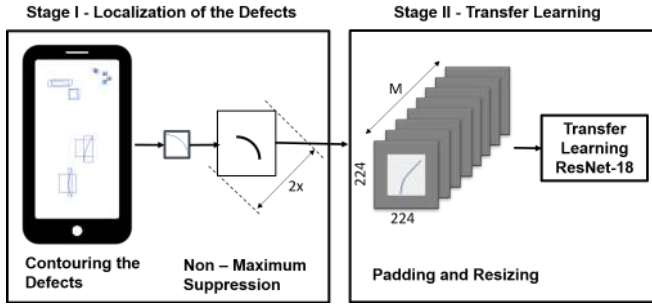 Stage I - Localization of the Defects
Stage II - Transfer Learning
M
2x
224
224
Transfer
Learning
ResNet-18
Contouring the
Defects
Non – Maximum
Suppression
Padding and Resizing